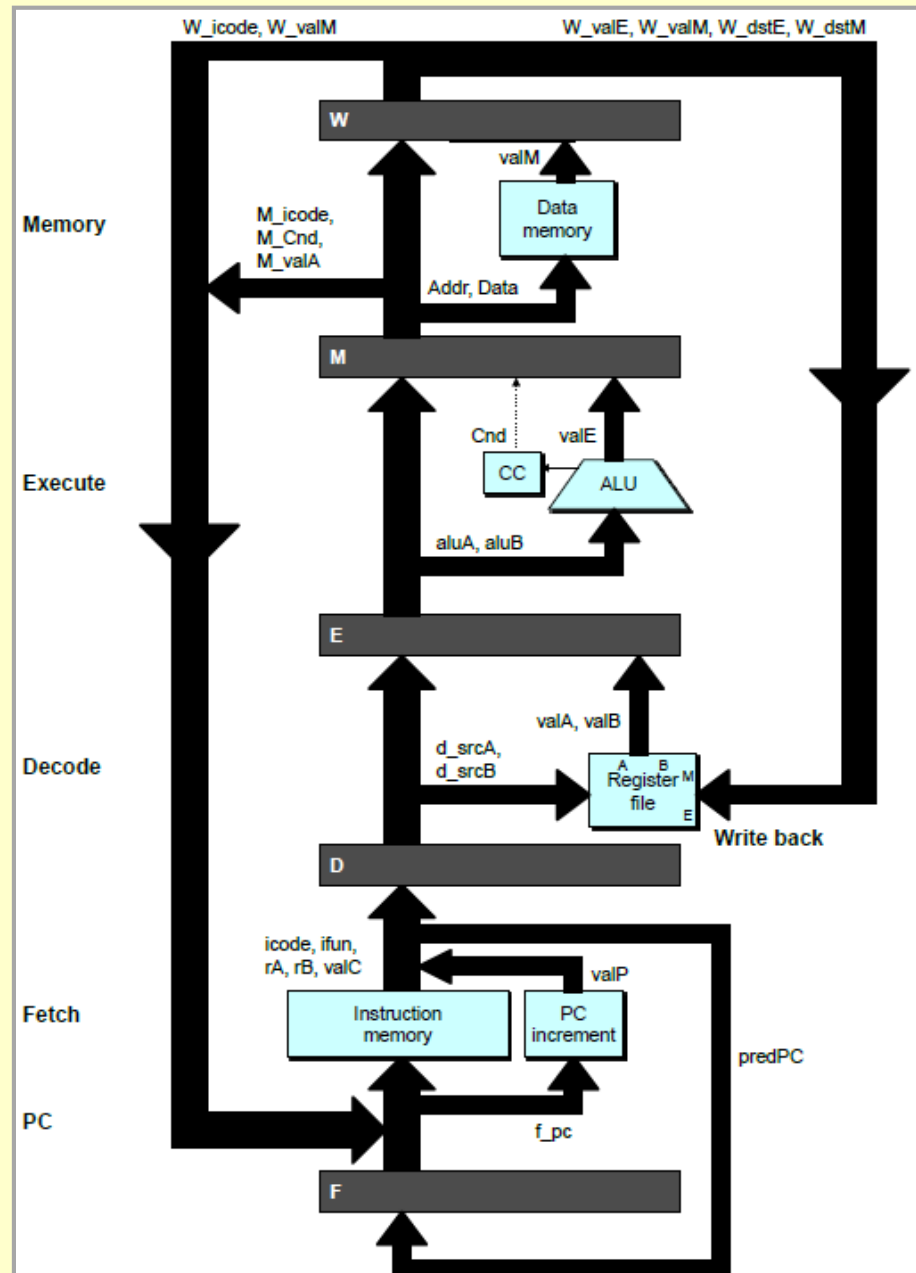 W_icode, W_valM
W_valE, W_valM, W_dstE, W_dstM
W
valM
Data
memory
Memory
M_icode,
M_Cnd,
M_valA
Addr, Data
M
Cnd
valE
CC
ALU
Execute
aluA, aluB
E
valA, valB
d_srcA,
d_srcB
Decode
A B
Register
M
file
E
Write back
D
icode, ifun,
rA, rB, valC
valP
Fetch
Instruction
memory
PC
increment
predPC
PC
f_pc
F